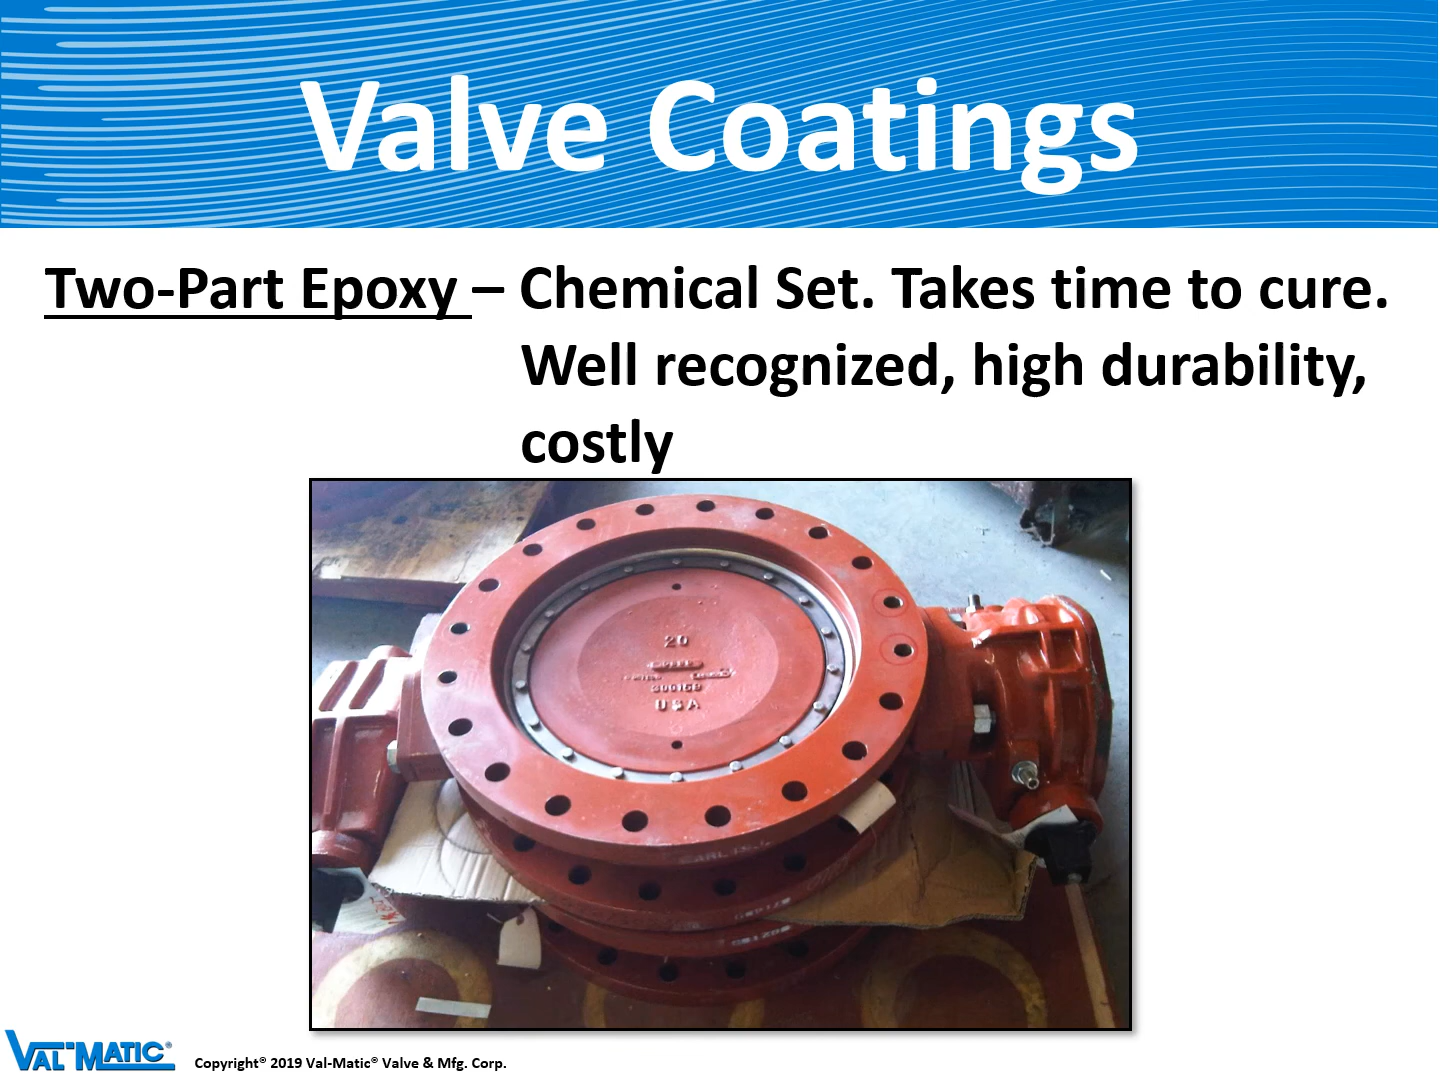 Valve Coatings
Two-Part Epoxy – Chemical Set. Takes time to cure.
Well recognized, high durability,
costly
20
USA
VAL-MATIC®
Copyright® 2019 Val-Matic® Valve & Mfg. Corp.